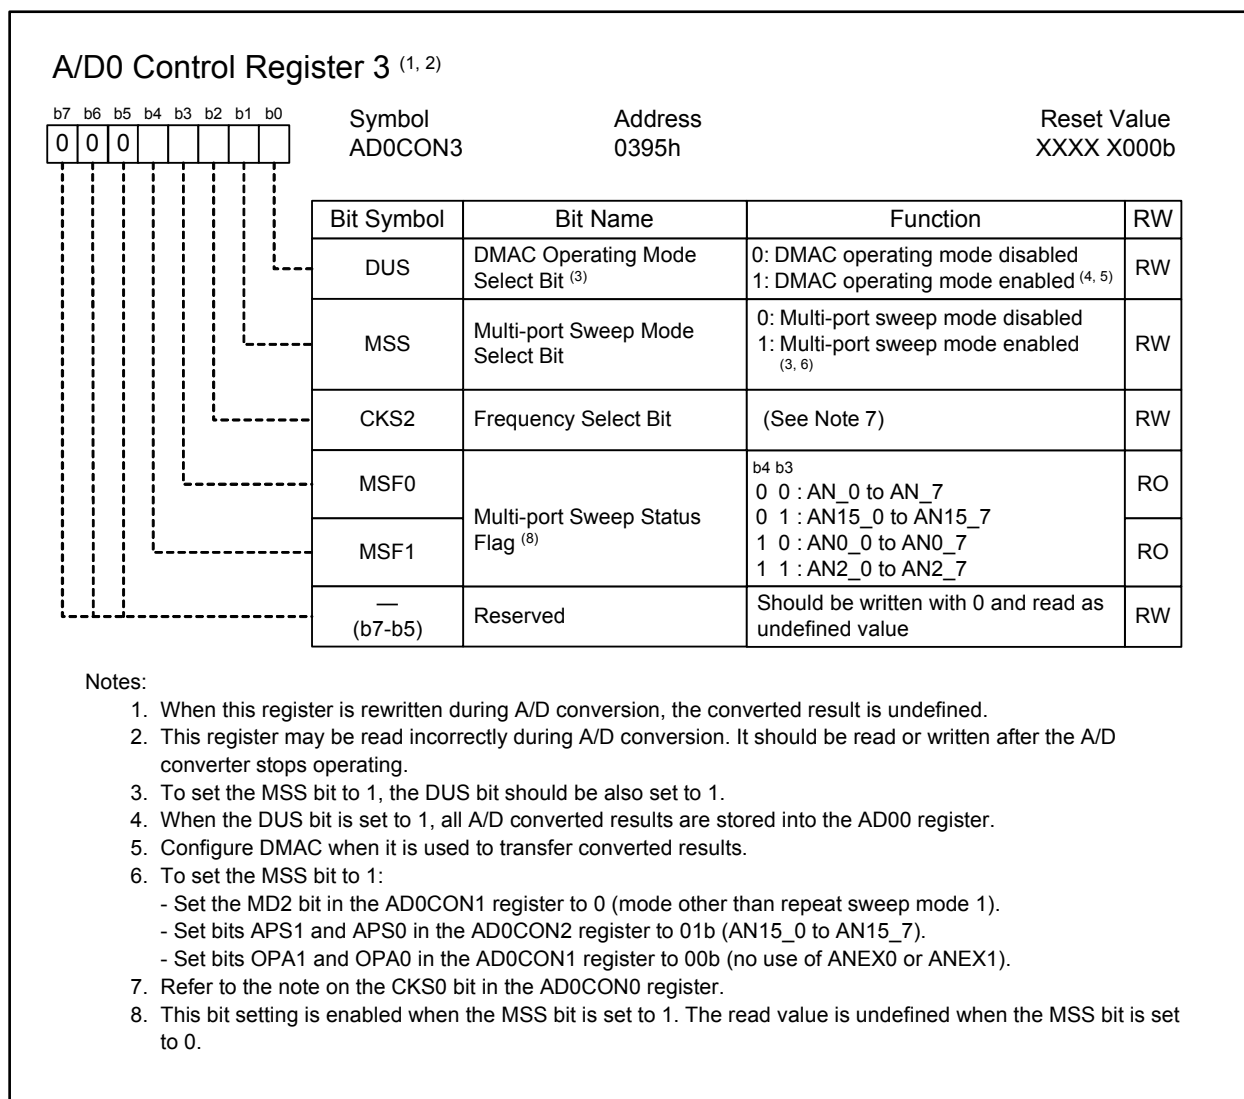 A/D0 Control Register 3 (1, 2)
b7 b6 b5 b4 b3 b2 b1 b0
0 0 0
Symbol Address Reset Value
AD0CON3 0395h XXXX X000b
Bit Symbol Bit Name Function RW
DUS DMAC Operating Mode Select Bit (3) 0: DMAC operating mode disabled RW
1: DMAC operating mode enabled (4, 5)
MSS Multi-port Sweep Mode Select Bit 0: Multi-port sweep mode disabled RW
1: Multi-port sweep mode enabled
(3, 6)
CKS2 Frequency Select Bit (See Note 7) RW
MSF0 Multi-port Sweep Status Flag (8) b4 b3 RO
0 0 : AN_0 to AN_7
0 1 : AN15_0 to AN15_7
MSF1 1 0 : AN0_0 to AN0_7 RO
1 1 : AN2_0 to AN2_7
— (b7-b5) Reserved Should be written with 0 and read as RW
undefined value
Notes:
1. When this register is rewritten during A/D conversion, the converted result is undefined.
2. This register may be read incorrectly during A/D conversion. It should be read or written after the A/D
converter stops operating.
3. To set the MSS bit to 1, the DUS bit should be also set to 1.
4. When the DUS bit is set to 1, all A/D converted results are stored into the AD00 register.
5. Configure DMAC when it is used to transfer converted results.
6. To set the MSS bit to 1:
- Set the MD2 bit in the AD0CON1 register to 0 (mode other than repeat sweep mode 1).
- Set bits APS1 and APS0 in the AD0CON2 register to 01b (AN15_0 to AN15_7).
- Set bits OPA1 and OPA0 in the AD0CON1 register to 00b (no use of ANEX0 or ANEX1).
7. Refer to the note on the CKS0 bit in the AD0CON0 register.
8. This bit setting is enabled when the MSS bit is set to 1. The read value is undefined when the MSS bit is set
to 0.